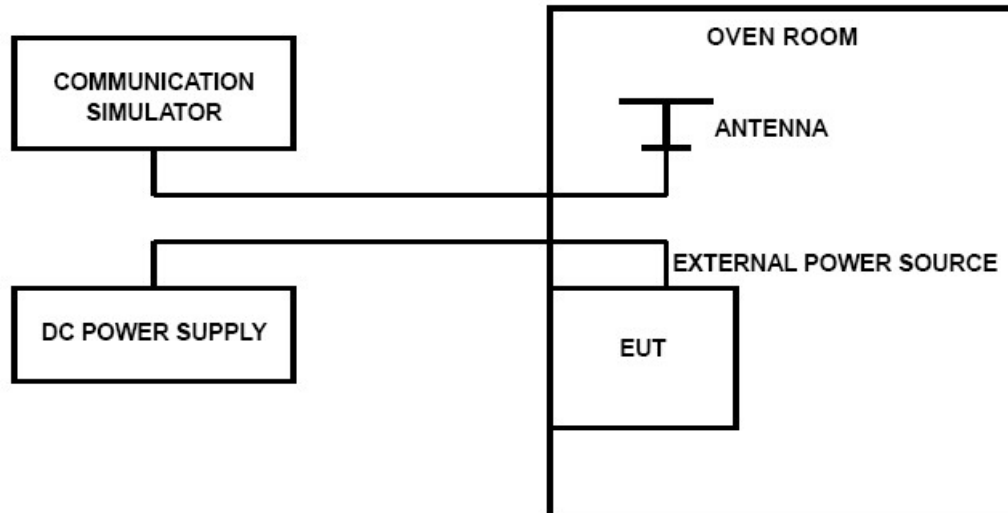 OVEN ROOM
COMMUNICATION
SIMULATOR
ANTENNA
EXTERNAL POWER SOURCE
DC POWER SUPPLY
EUT